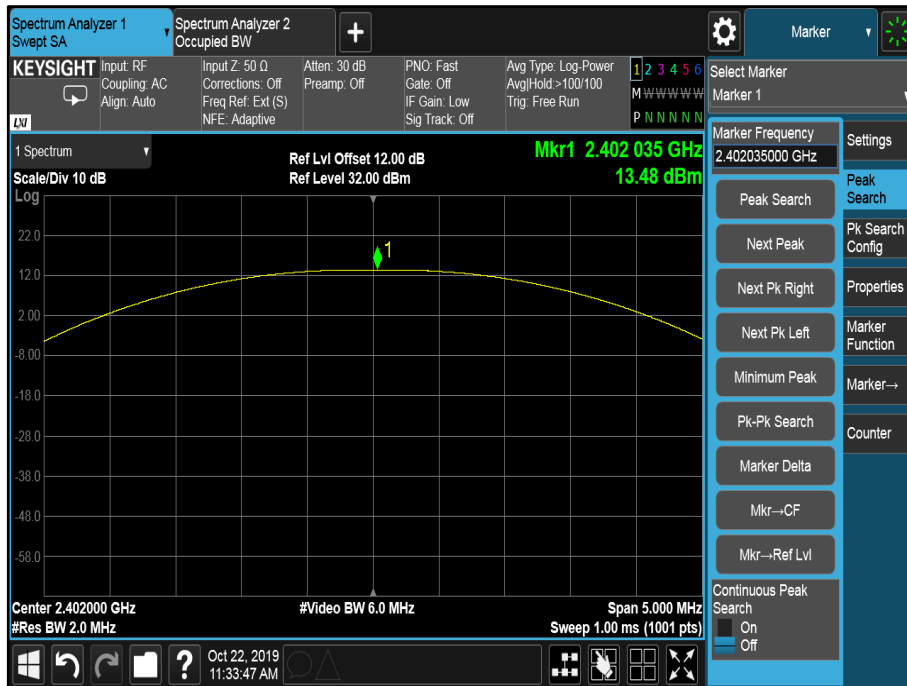 Spectrum Analyzer 1
Swept SA
Spectrum Analyzer 2
Occupied BW
+
Marker
KEYSIGHT
LXI
Input: RF
Coupling: AC
Align: Auto
Input Z: 50 Ω
Corrections: Off
Freq Ref: Ext (S)
NFE: Adaptive
Atten: 30 dB
Preamp: Off
PNO: Fast
Gate: Off
IF Gain: Low
Sig Track: Off
Avg Type: Log-Power
Avg|Hold:>100/100
Trig: Free Run
1 2 3 4 5 6
M W W W W W
P N N N N N
Select Marker
Marker 1
1 Spectrum
Scale/Div 10 dB
Log
Ref Lvl Offset 12.00 dB
Ref Level 32.00 dBm
Mkr1 2.402 035 GHz
13.48 dBm
22.0
12.0
2.00
-8.00
-18.0
-28.0
-38.0
-48.0
-58.0
1
Center 2.402000 GHz
#Res BW 2.0 MHz
#Video BW 6.0 MHz
Span 5.000 MHz
Sweep 1.00 ms (1001 pts)
Marker Frequency
2.402035000 GHz
Peak Search
Next Peak
Next Pk Right
Next Pk Left
Minimum Peak
Pk-Pk Search
Marker Delta
Mkr→CF
Mkr→Ref Lvl
Continuous Peak
Search
On
Off
Settings
Peak
Search
Pk Search
Config
Properties
Marker
Function
Marker→
Counter
?
Oct 22, 2019
11:33:47 AM